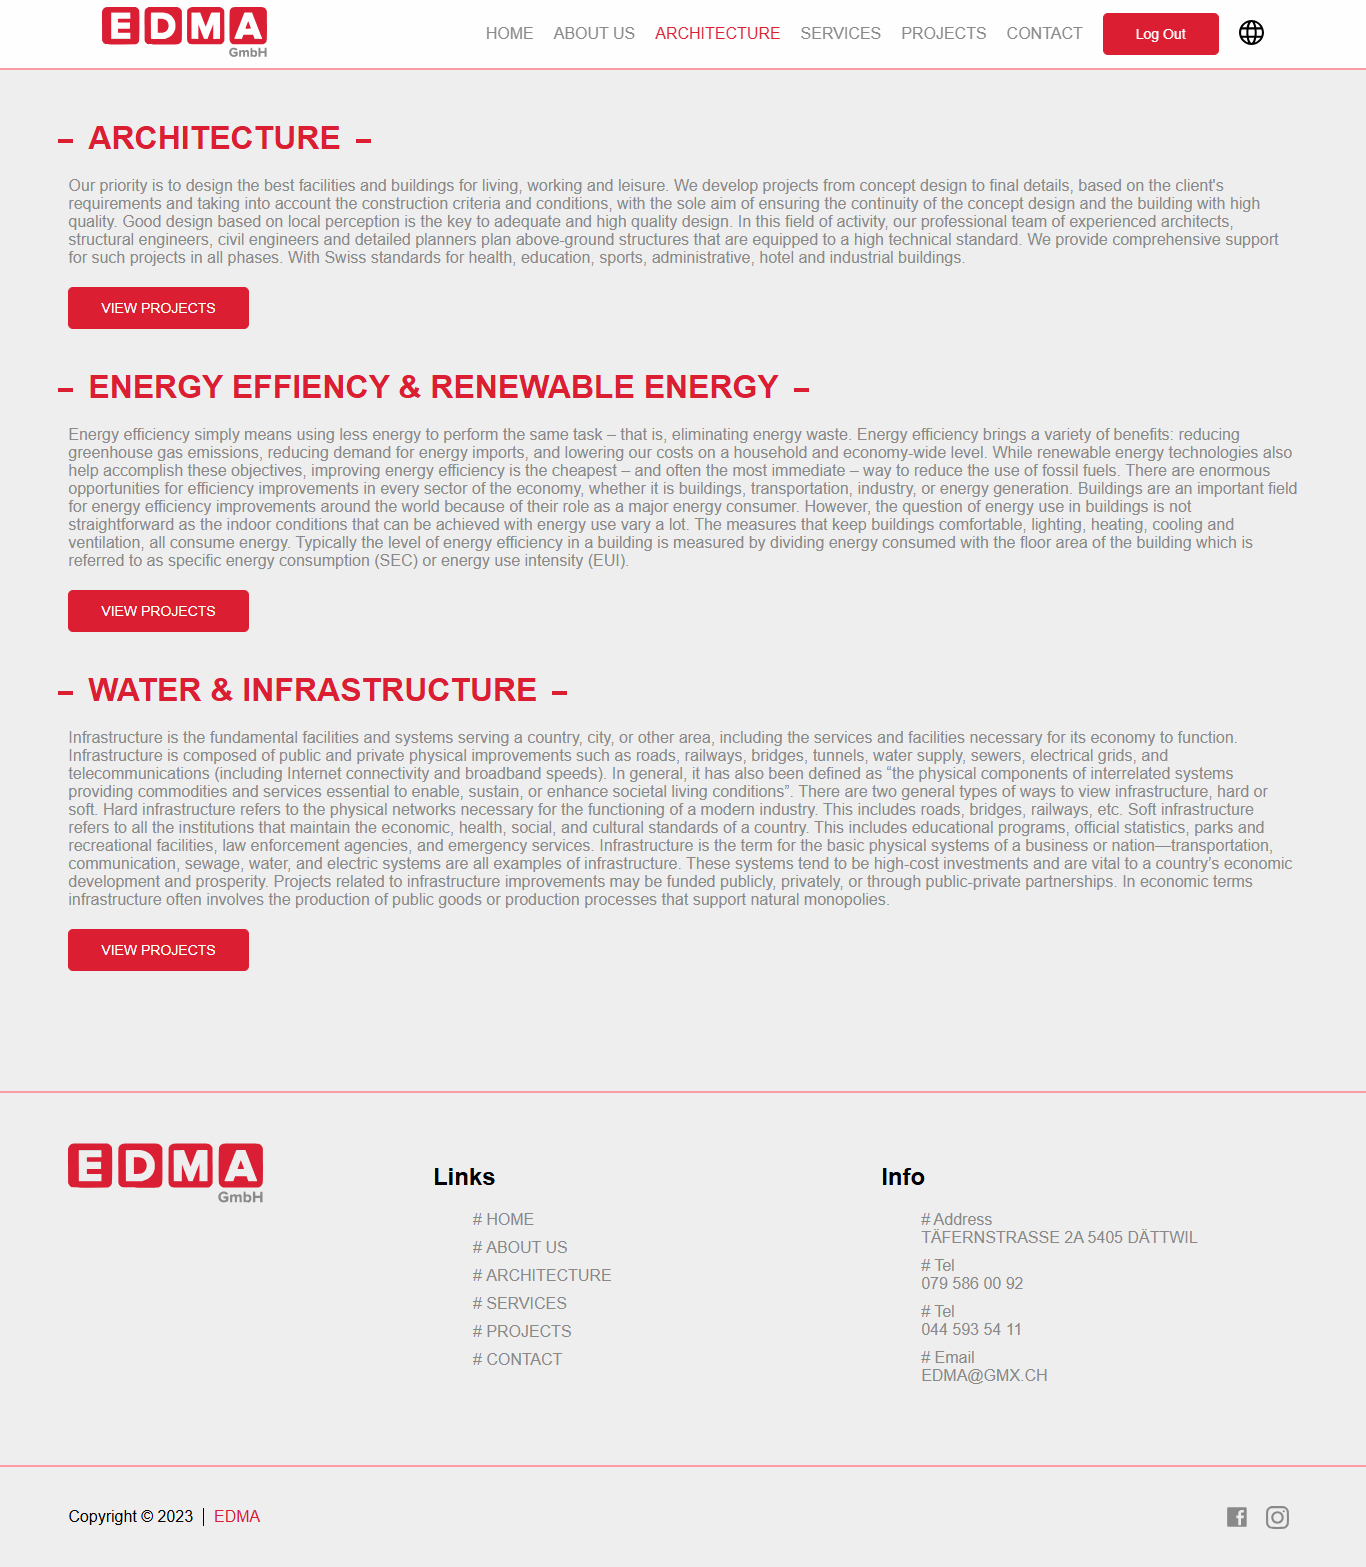 EDMA
GmbH
HOME ABOUT US ARCHITECTURE SERVICES PROJECTS CONTACT Log Out
– ARCHITECTURE –
Our priority is to design the best facilities and buildings for living, working and leisure. We develop projects from concept design to final details, based on the client's
requirements and taking into account the construction criteria and conditions, with the sole aim of ensuring the continuity of the concept design and the building with high
quality. Good design based on local perception is the key to adequate and high quality design. In this field of activity, our professional team of experienced architects,
structural engineers, civil engineers and detailed planners plan above-ground structures that are equipped to a high technical standard. We provide comprehensive support
for such projects in all phases. With Swiss standards for health, education, sports, administrative, hotel and industrial buildings.
VIEW PROJECTS
– ENERGY EFFIENCY & RENEWABLE ENERGY –
Energy efficiency simply means using less energy to perform the same task – that is, eliminating energy waste. Energy efficiency brings a variety of benefits: reducing
greenhouse gas emissions, reducing demand for energy imports, and lowering our costs on a household and economy-wide level. While renewable energy technologies also
help accomplish these objectives, improving energy efficiency is the cheapest – and often the most immediate – way to reduce the use of fossil fuels. There are enormous
opportunities for efficiency improvements in every sector of the economy, whether it is buildings, transportation, industry, or energy generation. Buildings are an important field
for energy efficiency improvements around the world because of their role as a major energy consumer. However, the question of energy use in buildings is not
straightforward as the indoor conditions that can be achieved with energy use vary a lot. The measures that keep buildings comfortable, lighting, heating, cooling and
ventilation, all consume energy. Typically the level of energy efficiency in a building is measured by dividing energy consumed with the floor area of the building which is
referred to as specific energy consumption (SEC) or energy use intensity (EUI).
VIEW PROJECTS
– WATER & INFRASTRUCTURE –
Infrastructure is the fundamental facilities and systems serving a country, city, or other area, including the services and facilities necessary for its economy to function.
Infrastructure is composed of public and private physical improvements such as roads, railways, bridges, tunnels, water supply, sewers, electrical grids, and
telecommunications (including Internet connectivity and broadband speeds). In general, it has also been defined as “the physical components of interrelated systems
providing commodities and services essential to enable, sustain, or enhance societal living conditions”. There are two general types of ways to view infrastructure, hard or
soft. Hard infrastructure refers to the physical networks necessary for the functioning of a modern industry. This includes roads, bridges, railways, etc. Soft infrastructure
refers to all the institutions that maintain the economic, health, social, and cultural standards of a country. This includes educational programs, official statistics, parks and
recreational facilities, law enforcement agencies, and emergency services. Infrastructure is the term for the basic physical systems of a business or nation—transportation,
communication, sewage, water, and electric systems are all examples of infrastructure. These systems tend to be high-cost investments and are vital to a country’s economic
development and prosperity. Projects related to infrastructure improvements may be funded publicly, privately, or through public-private partnerships. In economic terms
infrastructure often involves the production of public goods or production processes that support natural monopolies.
VIEW PROJECTS
EDMA
GmbH
Links
# HOME
# ABOUT US
# ARCHITECTURE
# SERVICES
# PROJECTS
# CONTACT
Info
# Address
TÄFERNSTRASSE 2A 5405 DÄTTWIL
# Tel
079 586 00 92
# Tel
044 593 54 11
# Email
EDMA@GMX.CH
Copyright © 2023 | EDMA